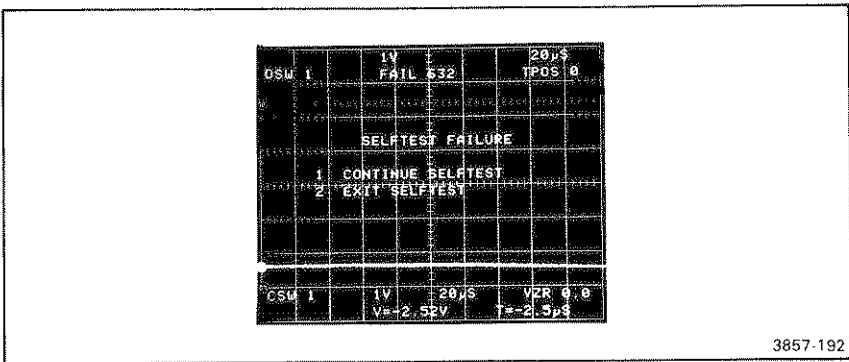 1V 20µS
DSW 1 FAIL 632 TPOS 0
SELFTEST FAILURE
1 CONTINUE SELFTEST
2 EXIT SELFTEST
CSW 1 1V 20µS VZR 0.0
V=-2.52V T=-2.5µS
3857-192